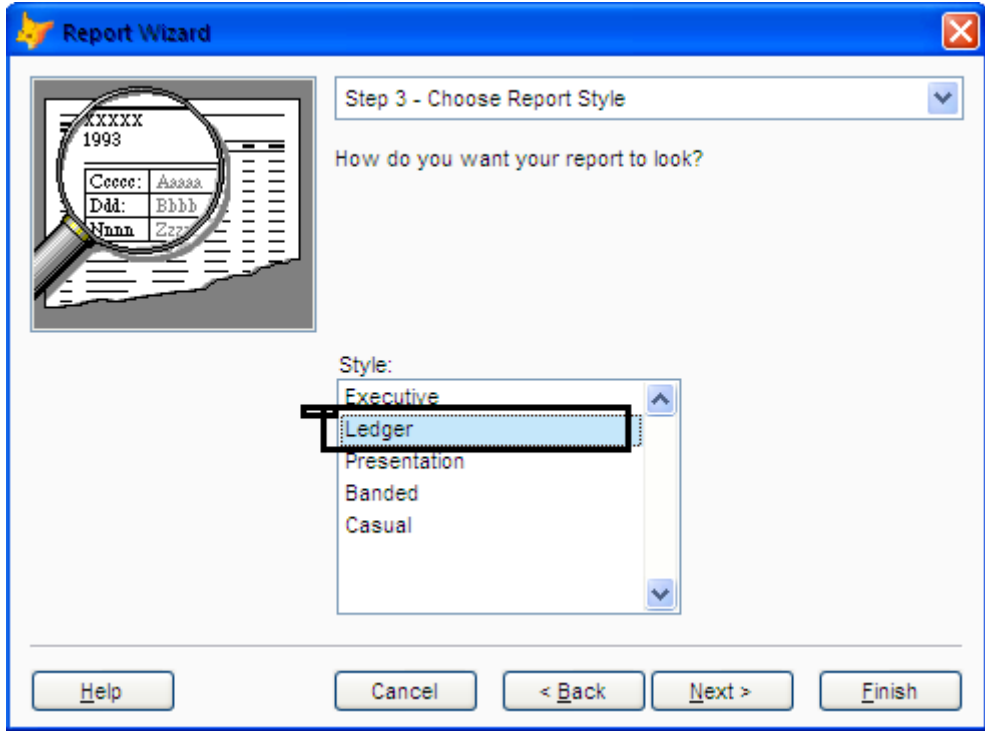 Report Wizard
XXXXX
1993
Ccccc: Aaaaa
Ddd: Bbbb
Nnnn
Step 3 - Choose Report Style
How do you want your report to look?
Style:
Executive
Ledger
Presentation
Banded
Casual
Help
Cancel
< Back
Next >
Finish